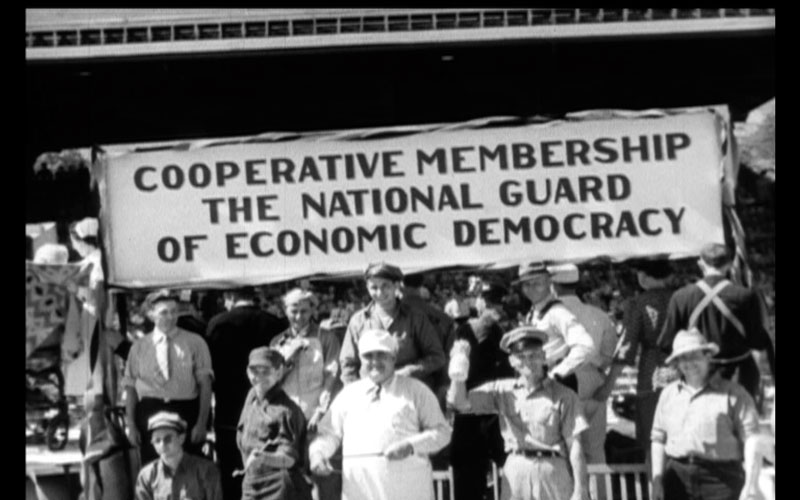 COOPERATIVE MEMBERSHIP
THE NATIONAL GUARD
OF ECONOMIC DEMOCRACY